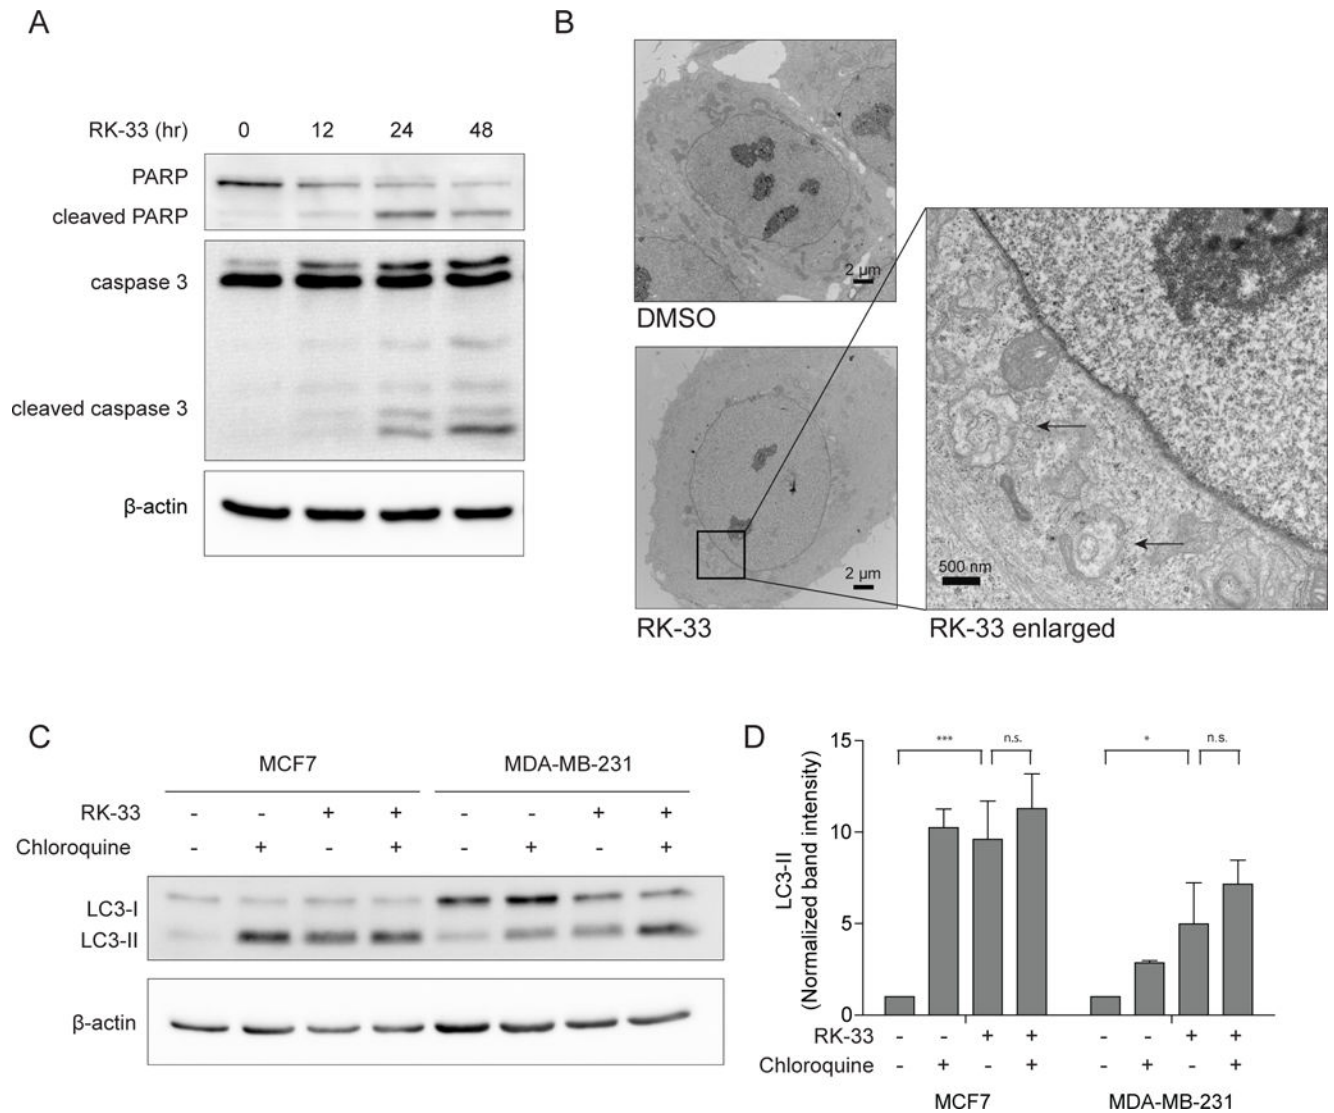 A
RK-33 (hr) 0 12 24 48
PARP
cleaved PARP
caspase 3
cleaved caspase 3
β-actin
B
2 μm
DMSO
2 μm
RK-33
500 nm
RK-33 enlarged
C
MCF7 MDA-MB-231
RK-33 - - + + - - + +
Chloroquine - + - + - + - +
LC3-I
LC3-II
β-actin
D
LC3-II
(Normalized band intensity)
15
10
5
0
*** n.s. * n.s.
RK-33 - - + + - - + +
Chloroquine - + - + - + - +
MCF7 MDA-MB-231